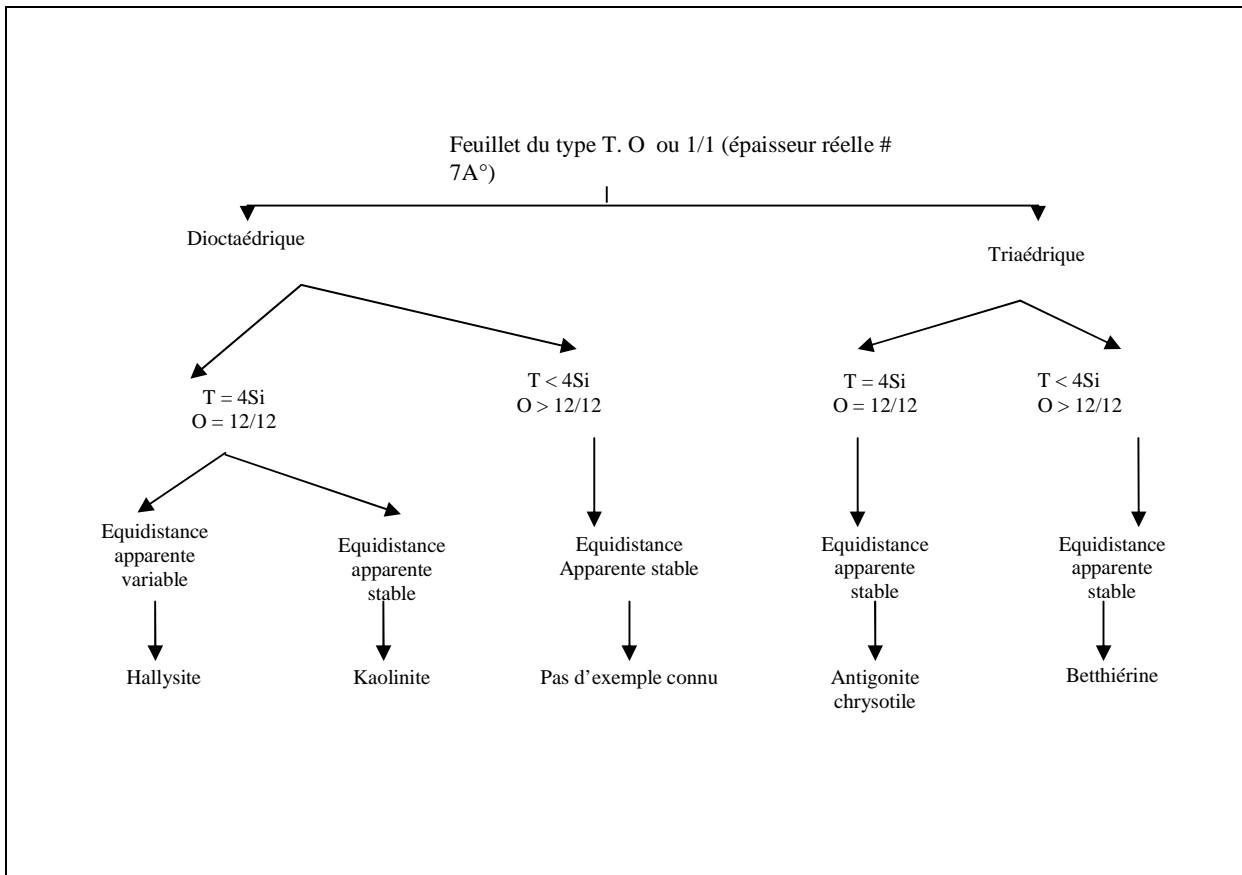 Feuillet du type T. O ou 1/1 (épaisseur réelle #
7A°)
Dioctaédrique
Triaédrique
T = 4Si
O = 12/12
T < 4Si
O > 12/12
T = 4Si
O = 12/12
T < 4Si
O > 12/12
Equidistance
apparente
variable
Equidistance
apparente
stable
Equidistance
Apparente stable
Equidistance
apparente
stable
Equidistance
apparente
stable
Hallysite
Kaolinite
Pas d'exemple connu
Antigonite
chrysotile
Betthiérine